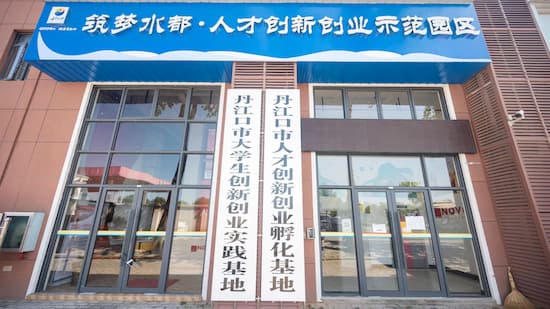 筑梦水都·人才创新创业示范园区
丹江口市大学生创新创业实践基地
丹江口市人才创新创业孵化基地
NOV